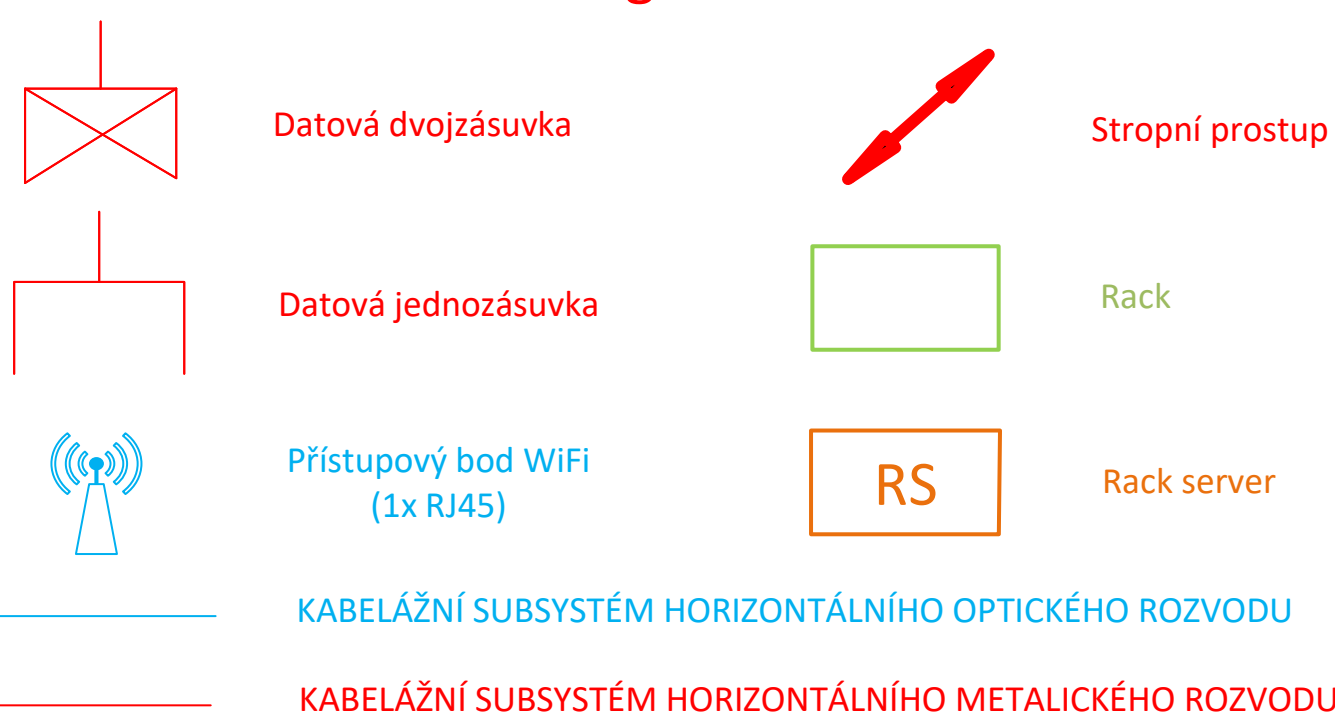 Datová dvojzásuvka
Stropní prostup
Datová jednozásuvka
Rack
Přístupový bod WiFi
(1x RJ45)
RS
Rack server
KABELÁŽNÍ SUBSYSTÉM HORIZONTÁLNÍHO OPTICKÉHO ROZVODU
KABELÁŽNÍ SUBSYSTÉM HORIZONTÁLNÍHO METALICKÉHO ROZVODU